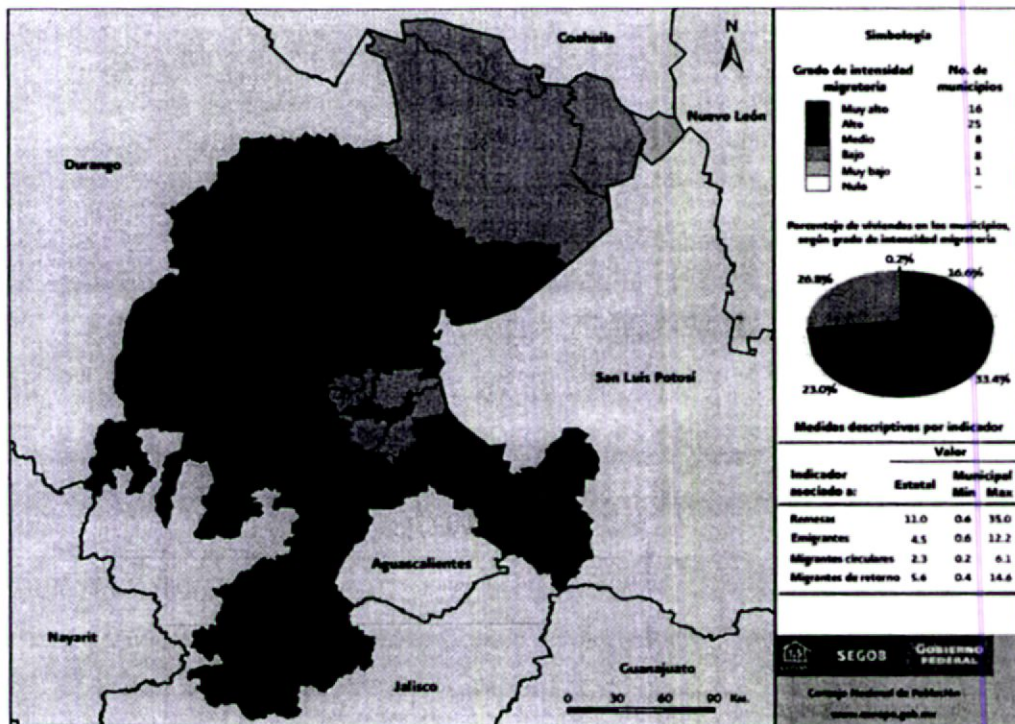 Coahuila
N
Nuevo León
Durango
San Luis Potosí
Aguascalientes
Nayarit
Jalisco
Guanajuato
0 30 60 90 Km.
Simbología
Grado de intensidad migratoria No. de municipios
Muy alto 16
Alto 25
Medio 8
Bajo 8
Muy bajo 1
Nulo --
Porcentaje de viviendas en los municipios,
según grado de intensidad migratoria
0.2%
26.8% 16.6%
23.0% 33.4%
Medidas descriptivas por indicador
Valor
Indicador asociado a: Estatal Municipal
Min Max
Remesas 11.0 0.6 35.0
Emigrantes 4.5 0.6 12.2
Migrantes circulares 2.3 0.2 6.1
Migrantes de retorno 5.6 0.4 14.6
SEGOB GOBIERNO
FEDERAL
Consejo Nacional de Población
www.conapo.gob.mx